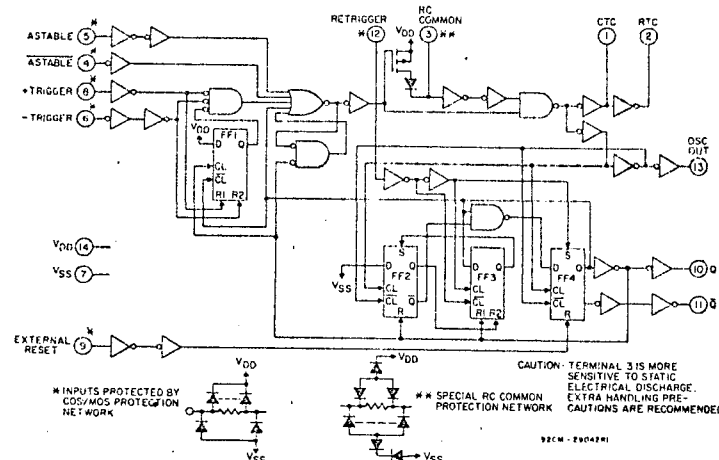 RETRIGGER
* 12
RC
COMMON
3 **
CTC
1
RTC
2
ASTABLE 5 *
ASTABLE 4 *
+TRIGGER 8 *
-TRIGGER 6 *
VDD
VDD
D Q
FF1
CL
CL
R1 R2
OSC
OUT
13
VDD 14
VSS 7
S
D Q
FF2
CL
CL Q
R
VSS
D Q
FF3
CL
CL
R1 R2
S
D Q
FF4
CL
CL
R
10 Q
11 Q
EXTERNAL
RESET
9 *
VDD
* INPUTS PROTECTED BY
COS/MOS PROTECTION
NETWORK
VSS
VDD
** SPECIAL RC COMMON
PROTECTION NETWORK
VSS
CAUTION- TERMINAL 3 IS MORE
SENSITIVE TO STATIC
ELECTRICAL DISCHARGE.
EXTRA HANDLING PRE-
CAUTIONS ARE RECOMMENDED
92CM-29042R1